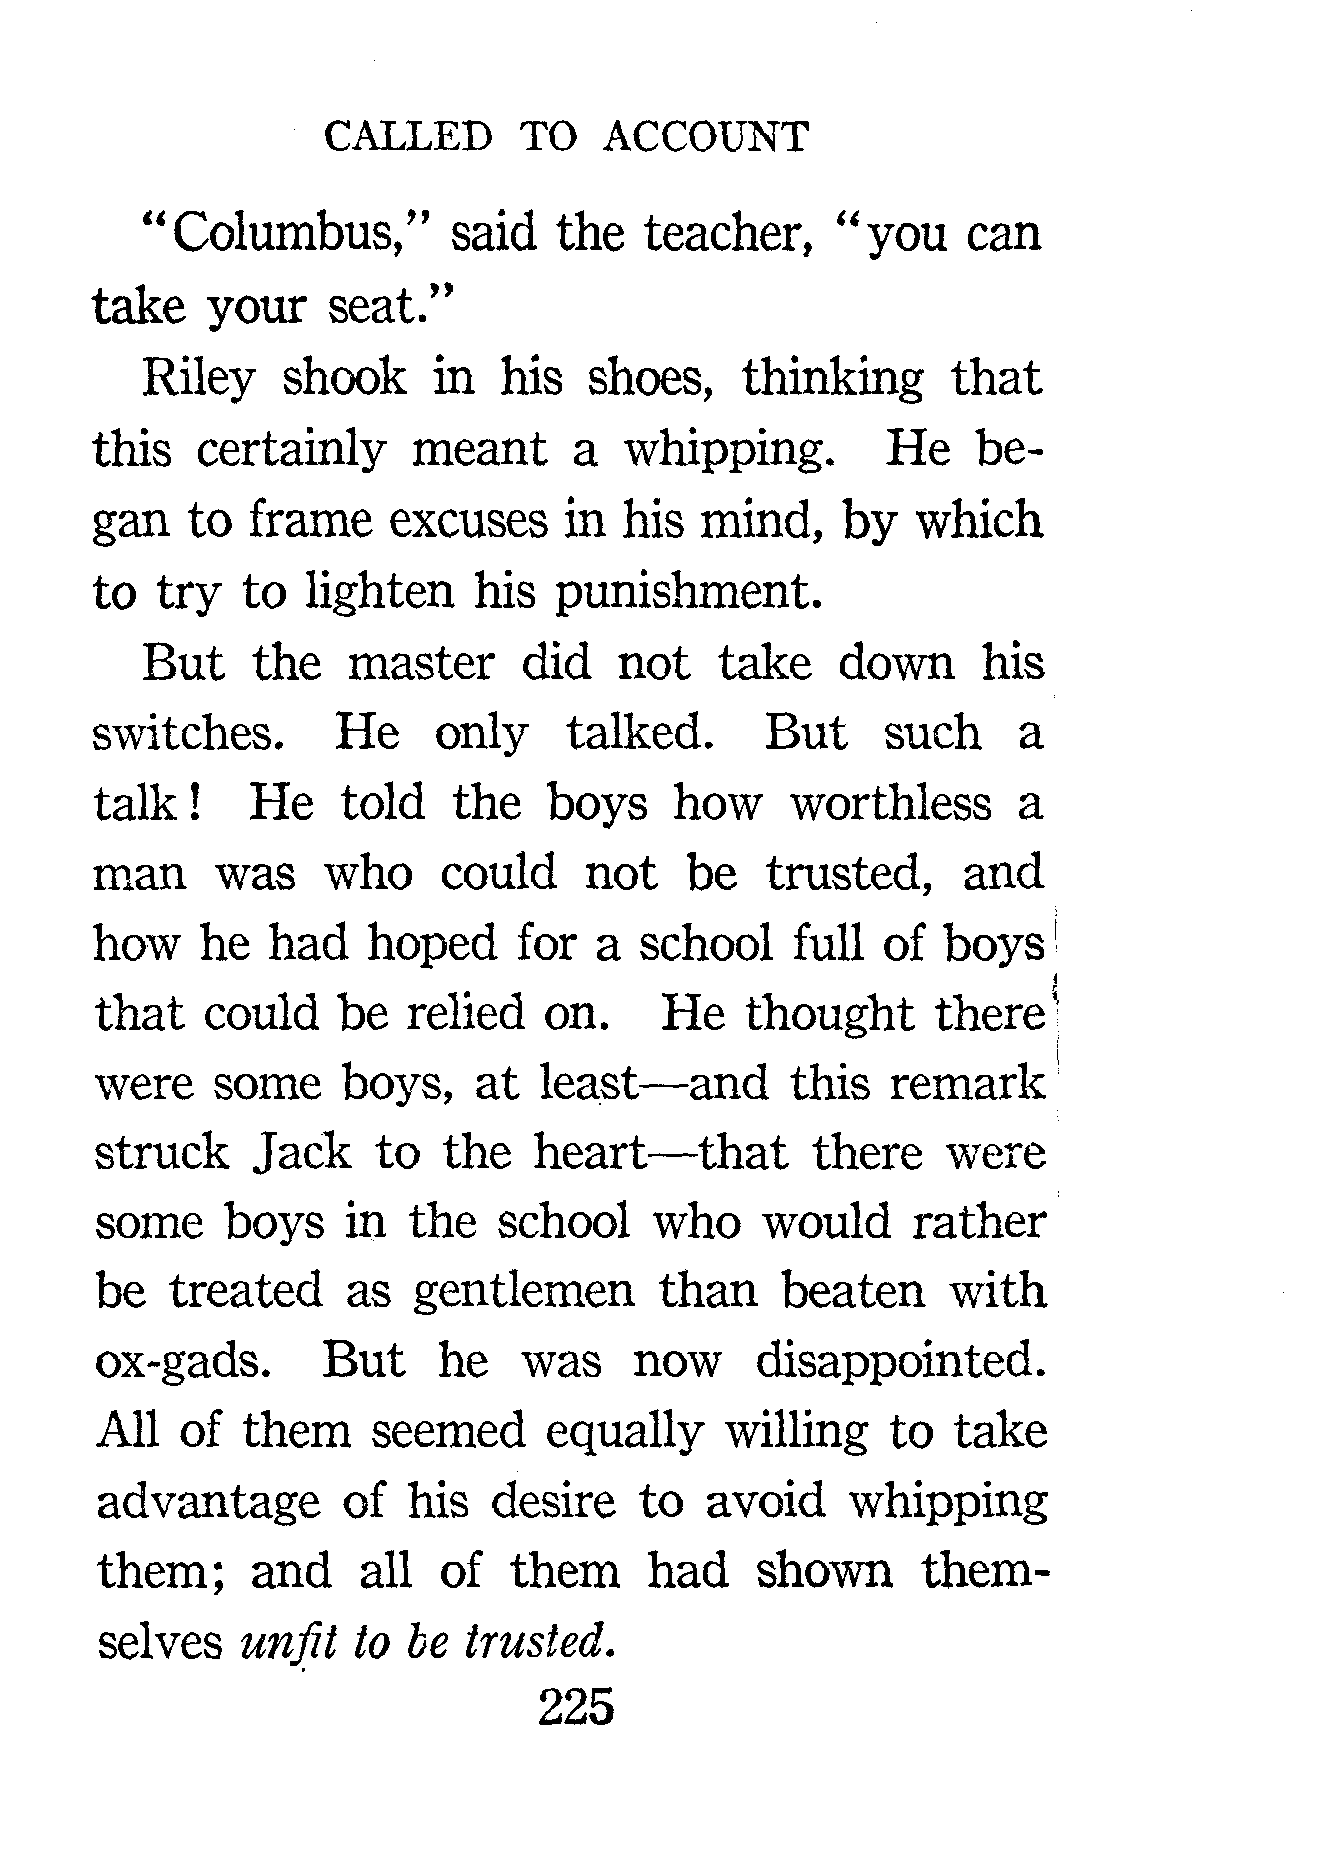 CALLED TO ACCOUNT
“Columbus,” said the teacher, “you can
take your seat.”
Riley shook in his shoes, thinking that
this certainly meant a whipping. He be-
gan to frame excuses in his mind, by which
to try to lighten his punishment.
But the master did not take down his
switches. He only talked. But such a
talk! He told the boys how worthless a
man was who could not be trusted, and
how he had hoped for a school full of boys
that could be relied on. He thought there
were some boys, at least—and this remark
struck Jack to the heart—that there were
some boys in the school who would rather
be treated as gentlemen than beaten with
ox-gads. But he was now disappointed.
All of them seemed equally willing to take
advantage of his desire to avoid whipping
them; and all of them had shown them-
selves unfit to be trusted.
225